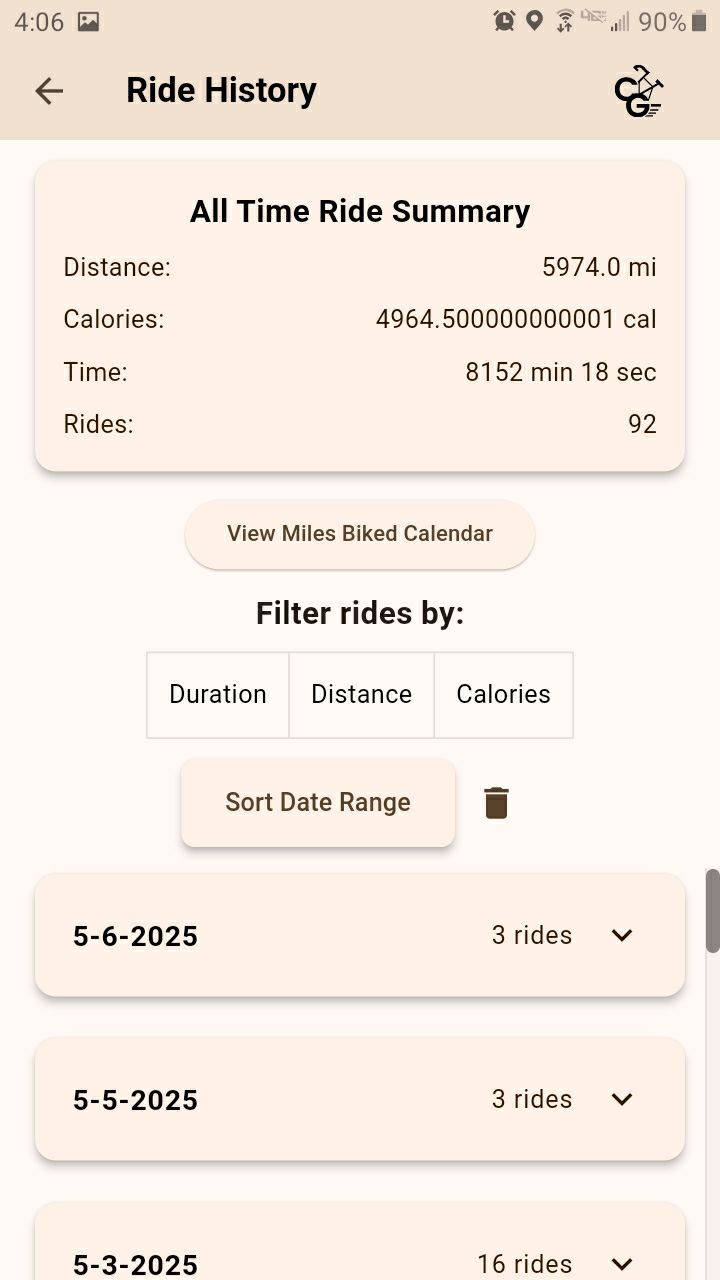 4:06 90%
Ride History
CG
All Time Ride Summary
Distance: 5974.0 mi
Calories: 4964.500000000001 cal
Time: 8152 min 18 sec
Rides: 92
View Miles Biked Calendar
Filter rides by:
Duration Distance Calories
Sort Date Range
5-6-2025 3 rides
5-5-2025 3 rides
5-3-2025 16 rides